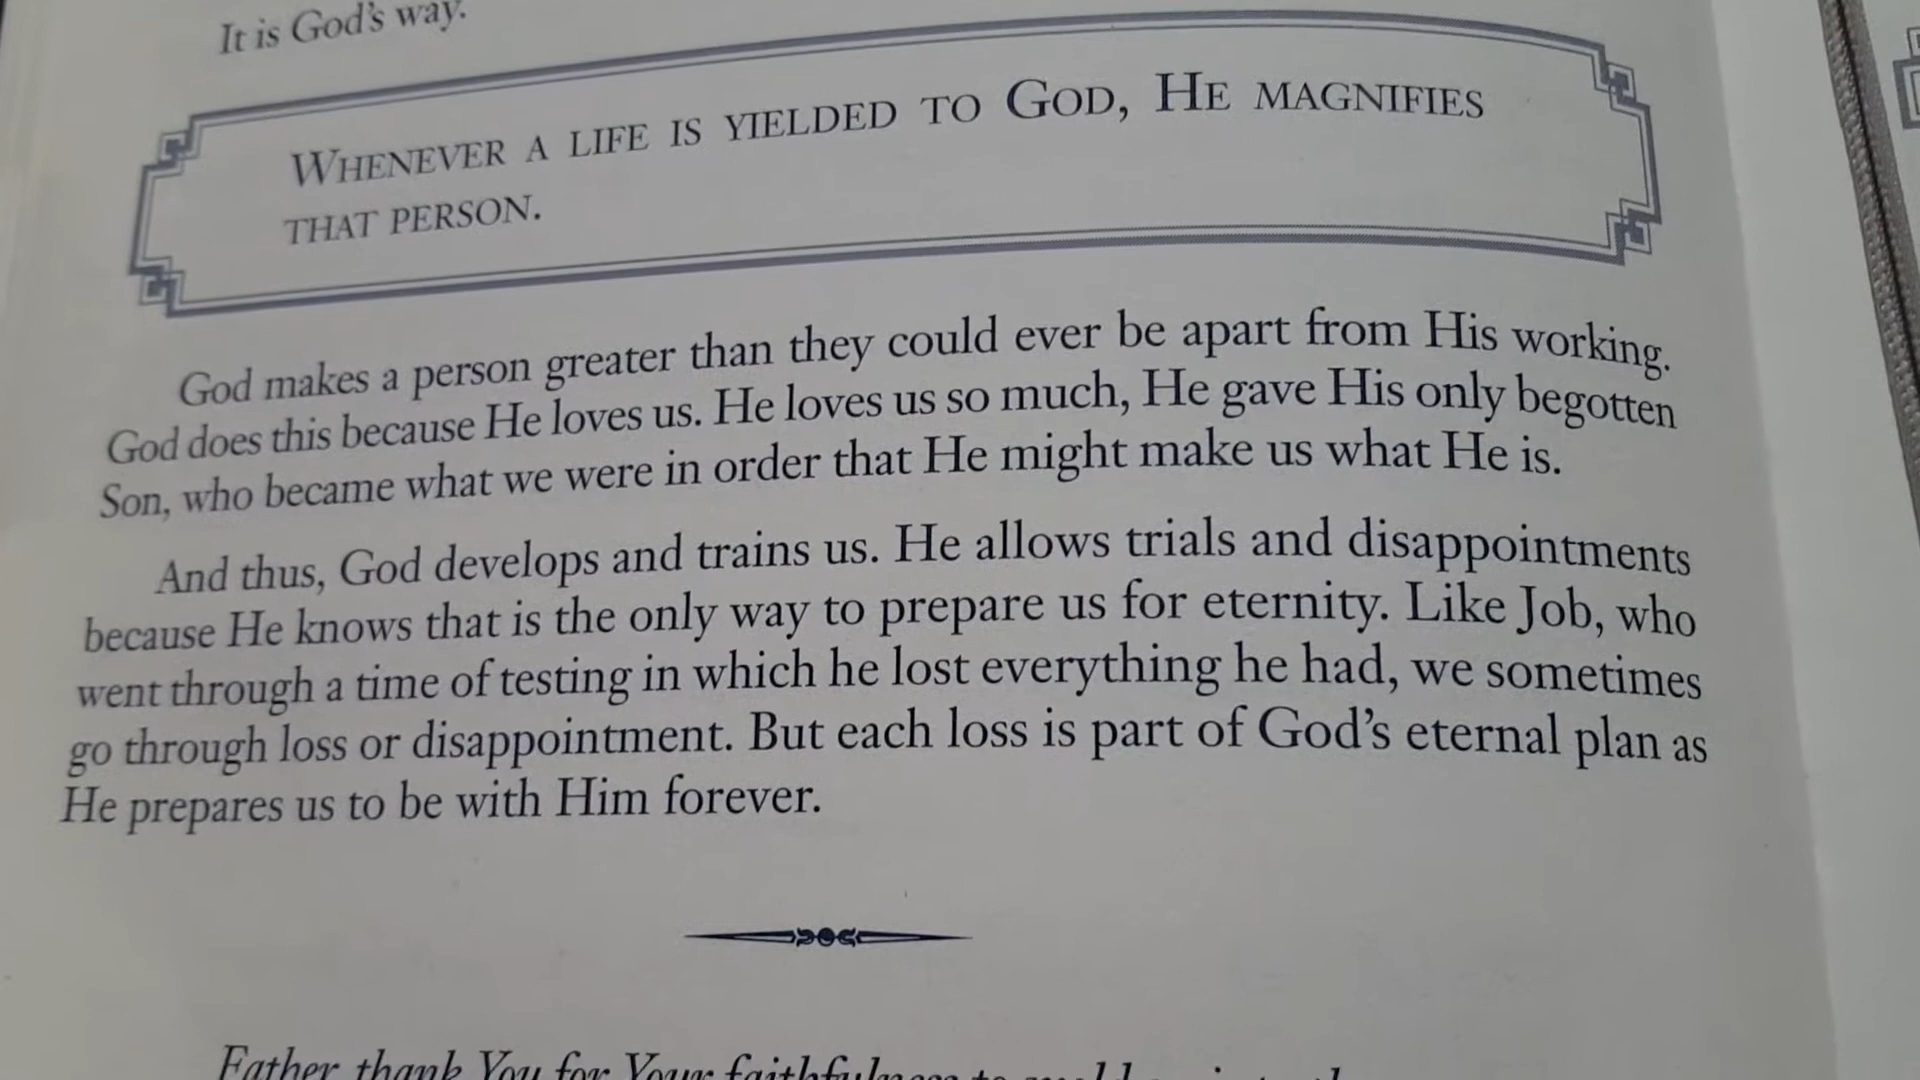 It is God's way.
WHENEVER A LIFE IS YIELDED TO GOD, HE MAGNIFIES
THAT PERSON.
God makes a person greater than they could ever be apart from His working.
God does this because He loves us. He loves us so much, He gave His only begotten
Son, who became what we were in order that He might make us what He is.
And thus, God develops and trains us. He allows trials and disappointments
because He knows that is the only way to prepare us for eternity. Like Job, who
went through a time of testing in which he lost everything he had, we sometimes
go through loss or disappointment. But each loss is part of God's eternal plan as
He prepares us to be with Him forever.
Father thank You for Your faithfulness to